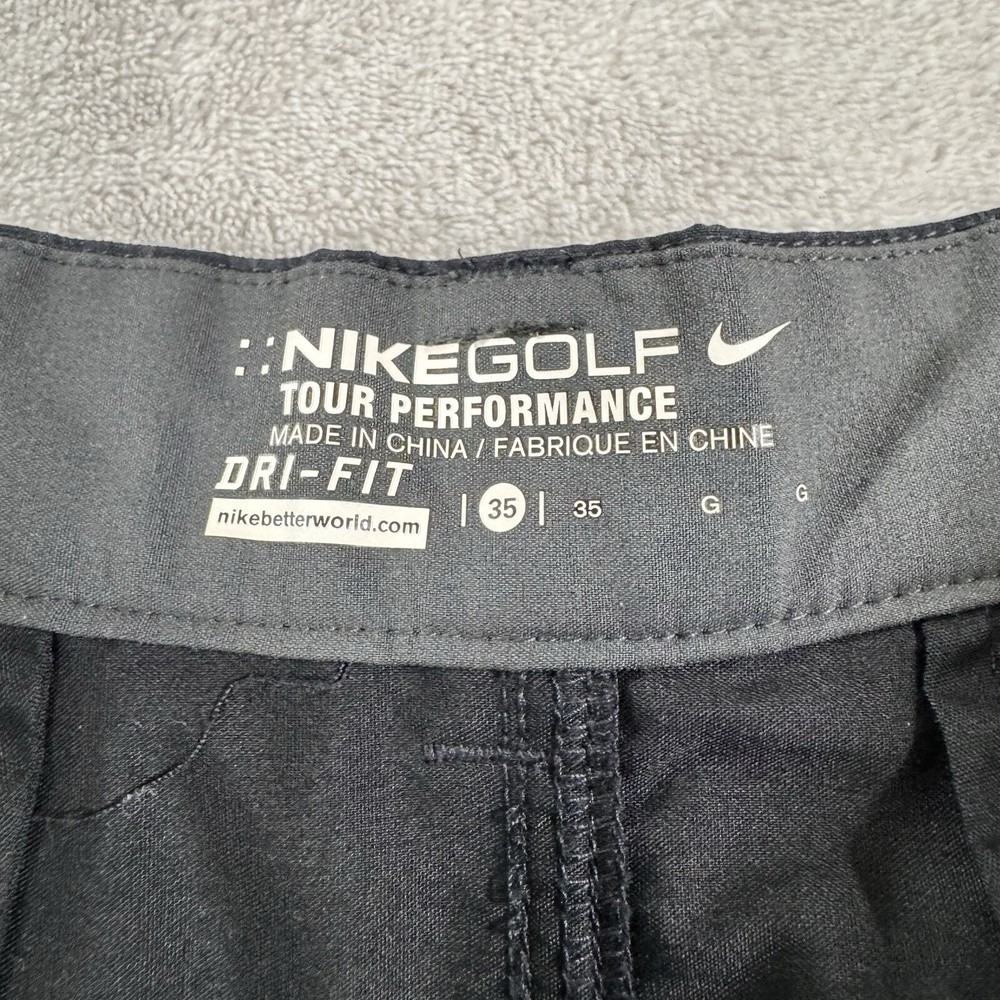 NIKEGOLF
TOUR PERFORMANCE
MADE IN CHINA / FABRIQUE EN CHINE
DRI-FIT
nikebetterworld.com | 35 | 35 G G